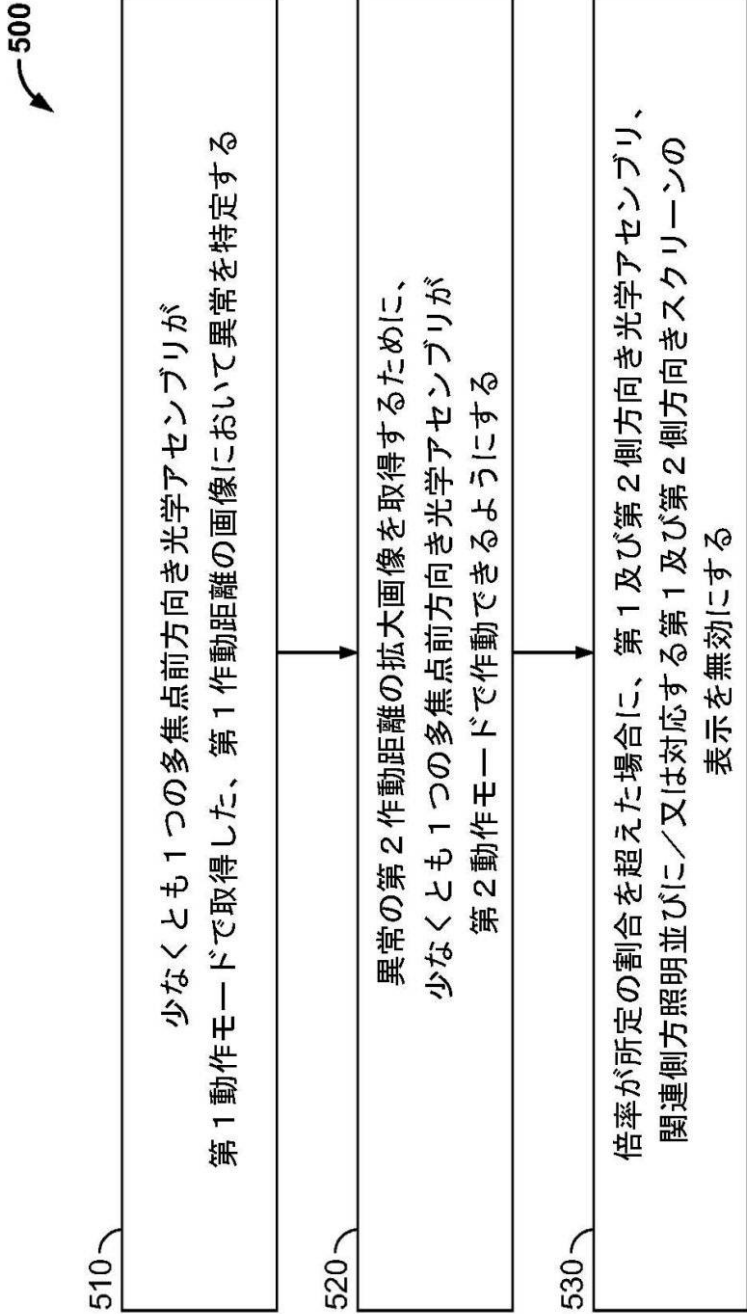 500
510
少なくとも１つの多焦点前方向き光学アセンブリが
第１動作モードで取得した、第１作動距離の画像において異常を特定する
520
異常の第２作動距離の拡大画像を取得するために、
少なくとも１つの多焦点前方向き光学アセンブリが
第２動作モードで作動できるようにする
530
倍率が所定の割合を超えた場合に、第１及び第２側方向き光学アセンブリ、
関連側方照明並びに／又は対応する第１及び第２側方向きスクリーンの
表示を無効にする